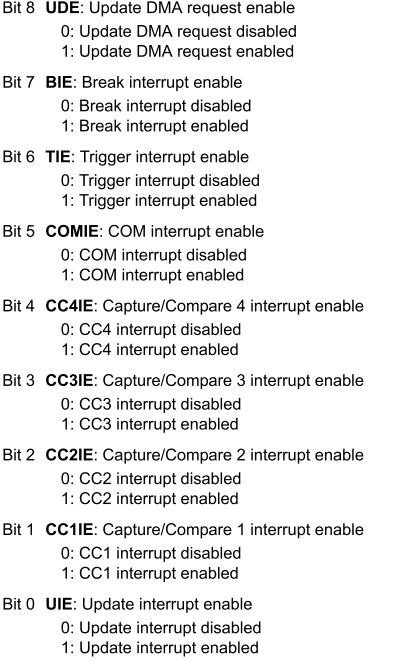 Bit 8 UDE: Update DMA request enable
0: Update DMA request disabled
1: Update DMA request enabled
Bit 7 BIE: Break interrupt enable
0: Break interrupt disabled
1: Break interrupt enabled
Bit 6 TIE: Trigger interrupt enable
0: Trigger interrupt disabled
1: Trigger interrupt enabled
Bit 5 COMIE: COM interrupt enable
0: COM interrupt disabled
1: COM interrupt enabled
Bit 4 CC4IE: Capture/Compare 4 interrupt enable
0: CC4 interrupt disabled
1: CC4 interrupt enabled
Bit 3 CC3IE: Capture/Compare 3 interrupt enable
0: CC3 interrupt disabled
1: CC3 interrupt enabled
Bit 2 CC2IE: Capture/Compare 2 interrupt enable
0: CC2 interrupt disabled
1: CC2 interrupt enabled
Bit 1 CC1IE: Capture/Compare 1 interrupt enable
0: CC1 interrupt disabled
1: CC1 interrupt enabled
Bit 0 UIE: Update interrupt enable
0: Update interrupt disabled
1: Update interrupt enabled